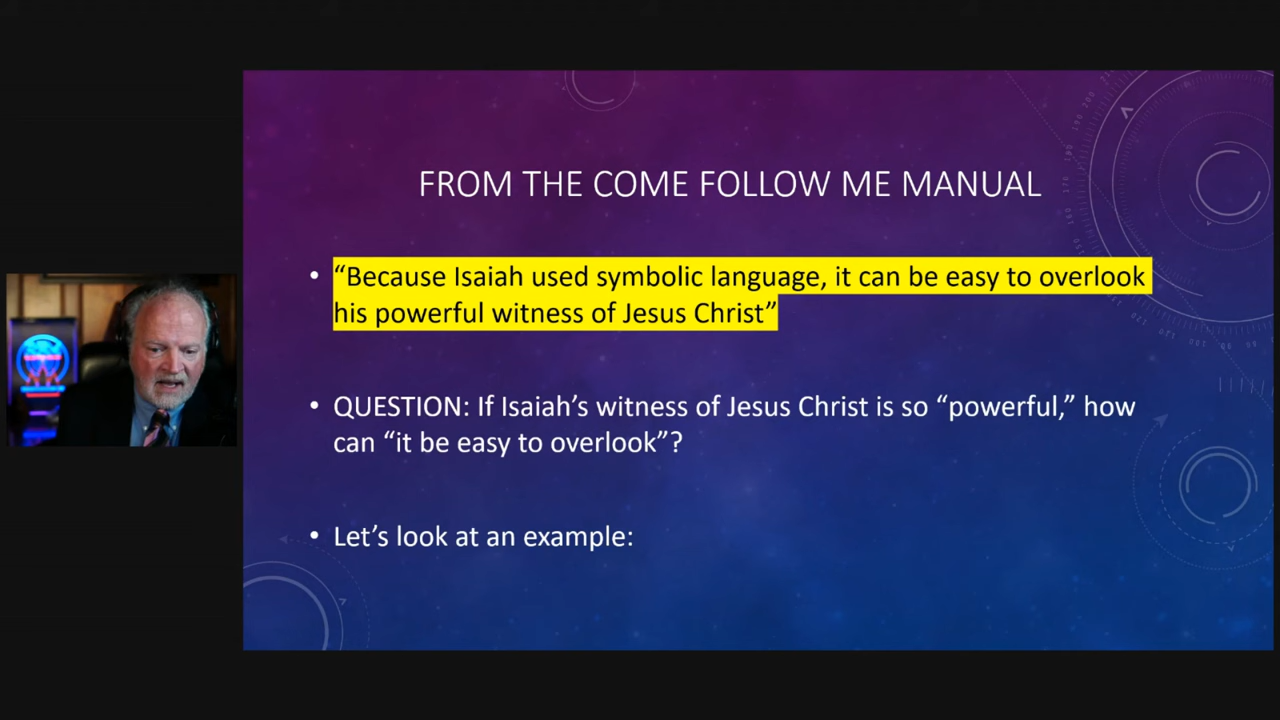 FROM THE COME FOLLOW ME MANUAL
• “Because Isaiah used symbolic language, it can be easy to overlook
his powerful witness of Jesus Christ”
• QUESTION: If Isaiah’s witness of Jesus Christ is so “powerful,” how
can “it be easy to overlook”?
• Let’s look at an example: